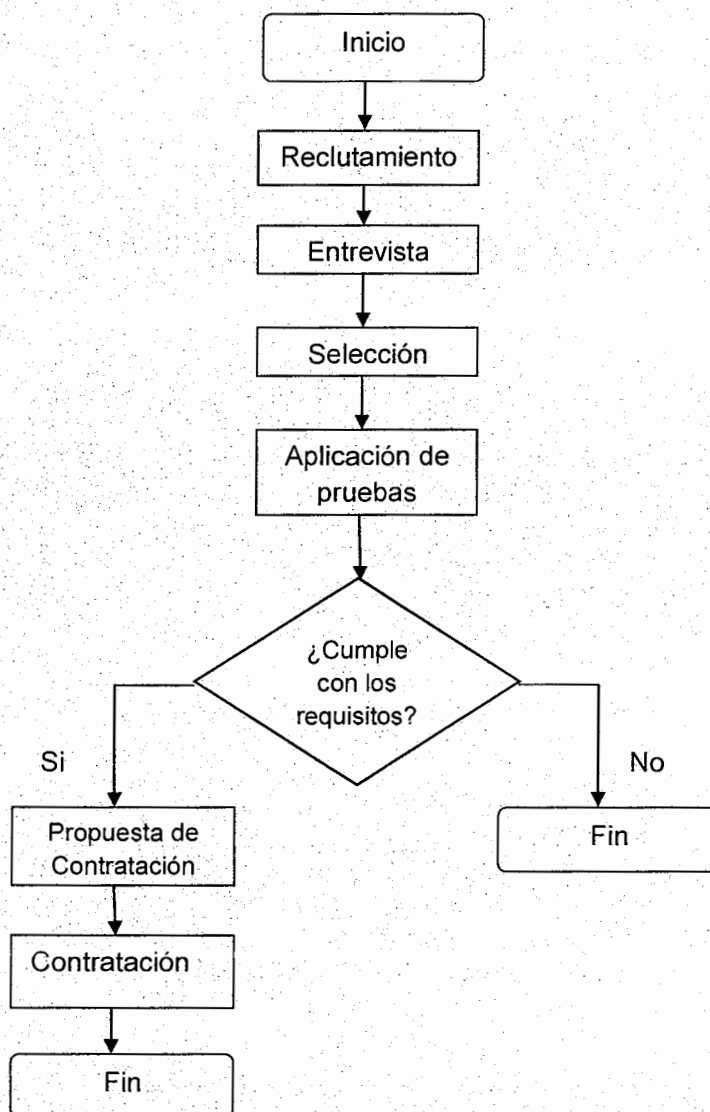 Inicio
Reclutamiento
Entrevista
Selección
Aplicación de
pruebas
¿Cumple
con los
requisitos?
Si
No
Propuesta de
Contratación
Fin
Contratación
Fin